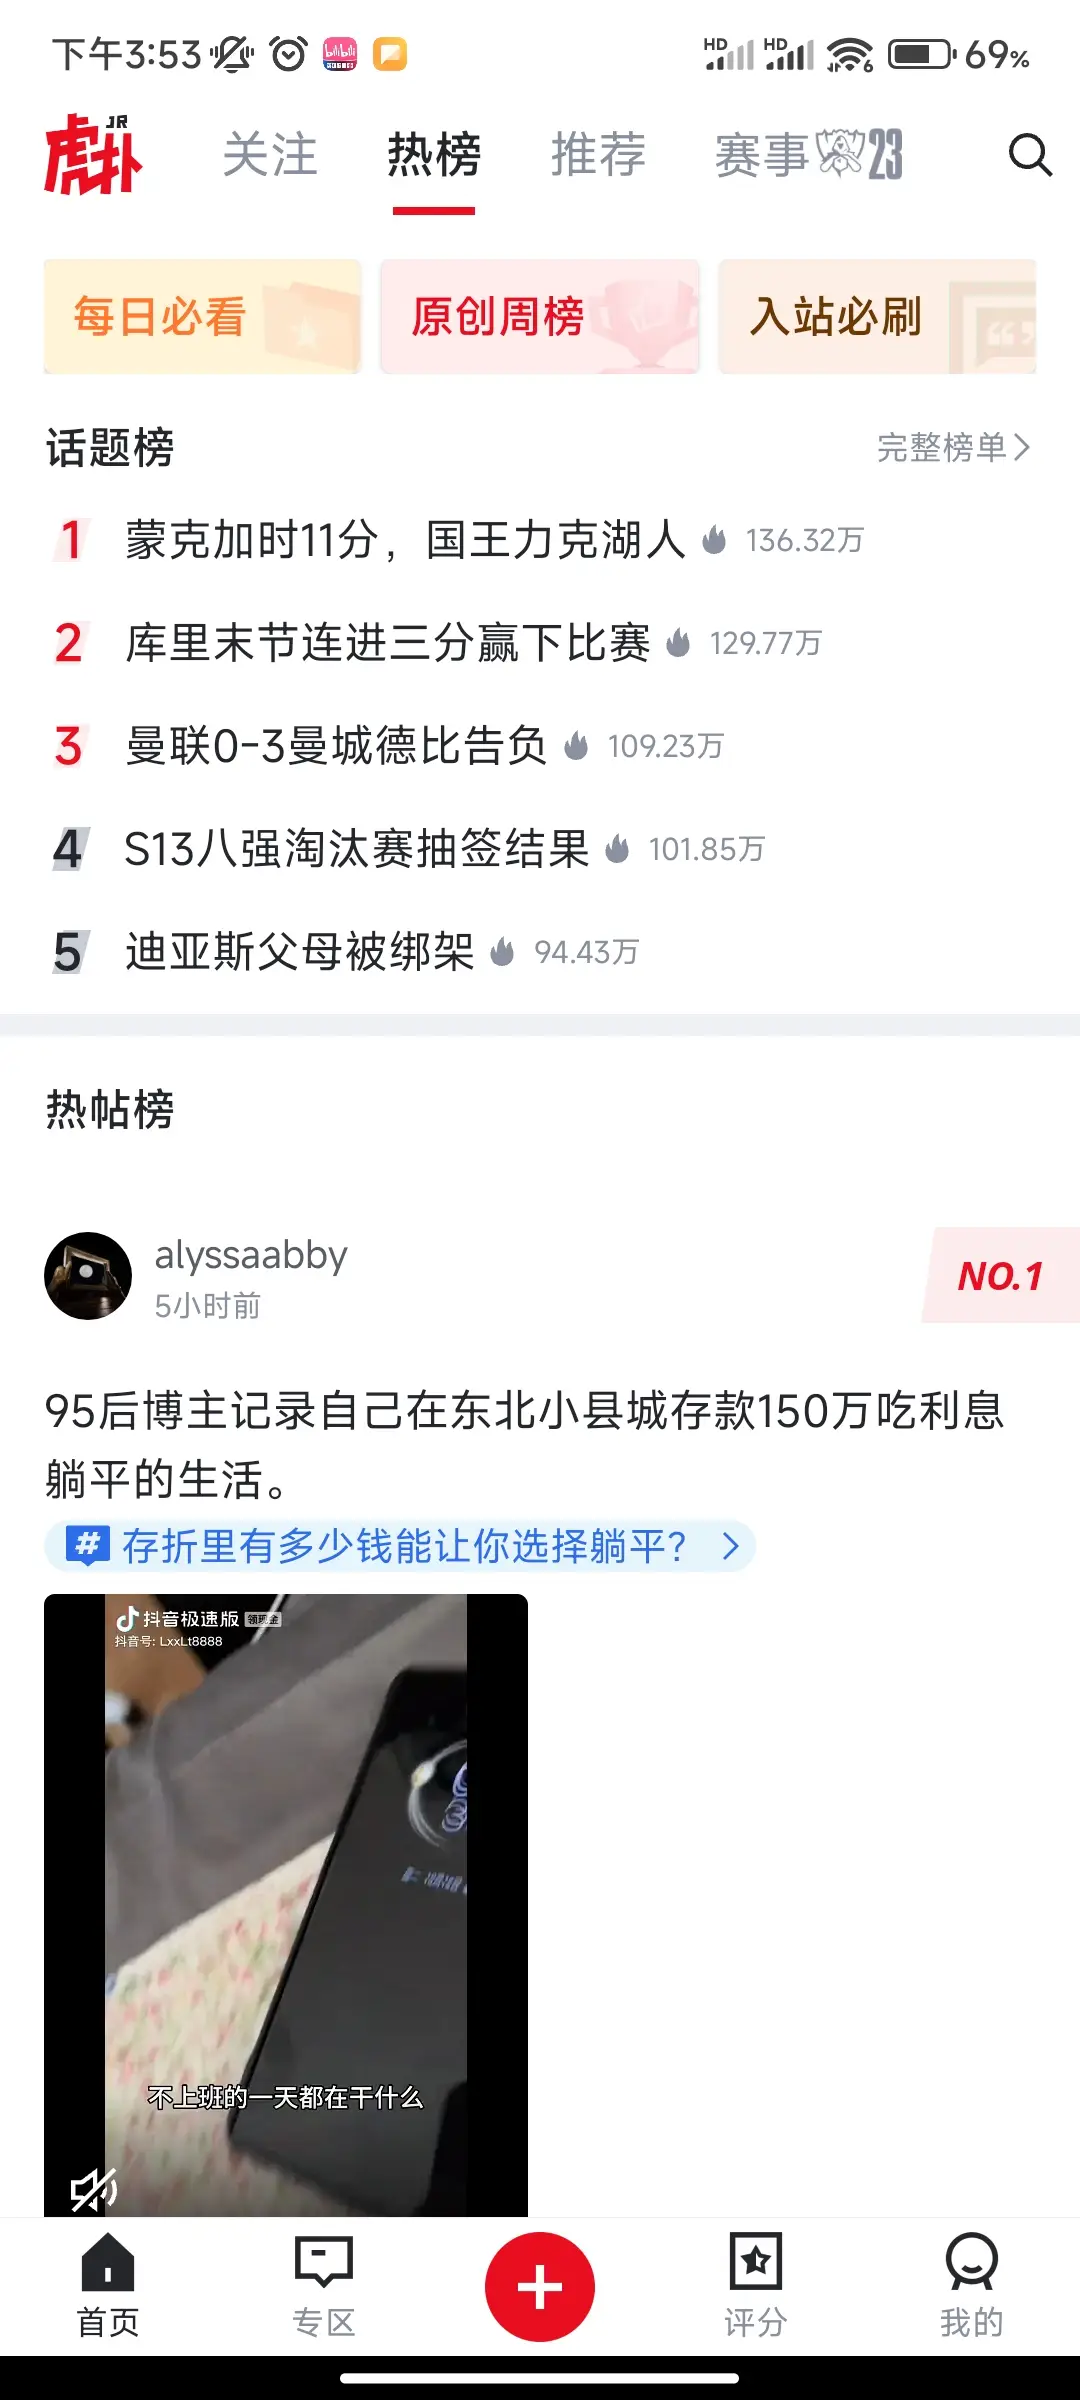 下午3:53
HD HD 6 69%
虎扑 JR
关注 热榜 推荐 赛事 23
每日必看 原创周榜 入站必刷
话题榜 完整榜单
1 蒙克加时11分，国王力克湖人 136.32万
2 库里末节连进三分赢下比赛 129.77万
3 曼联0-3曼城德比告负 109.23万
4 S13八强淘汰赛抽签结果 101.85万
5 迪亚斯父母被绑架 94.43万
热帖榜
alyssaabby
5小时前
NO.1
95后博主记录自己在东北小县城存款150万吃利息
躺平的生活。
# 存折里有多少钱能让你选择躺平？
抖音极速版 领现金
抖音号: LxxLt8888
不上班的一天都在干什么
首页 专区 评分 我的